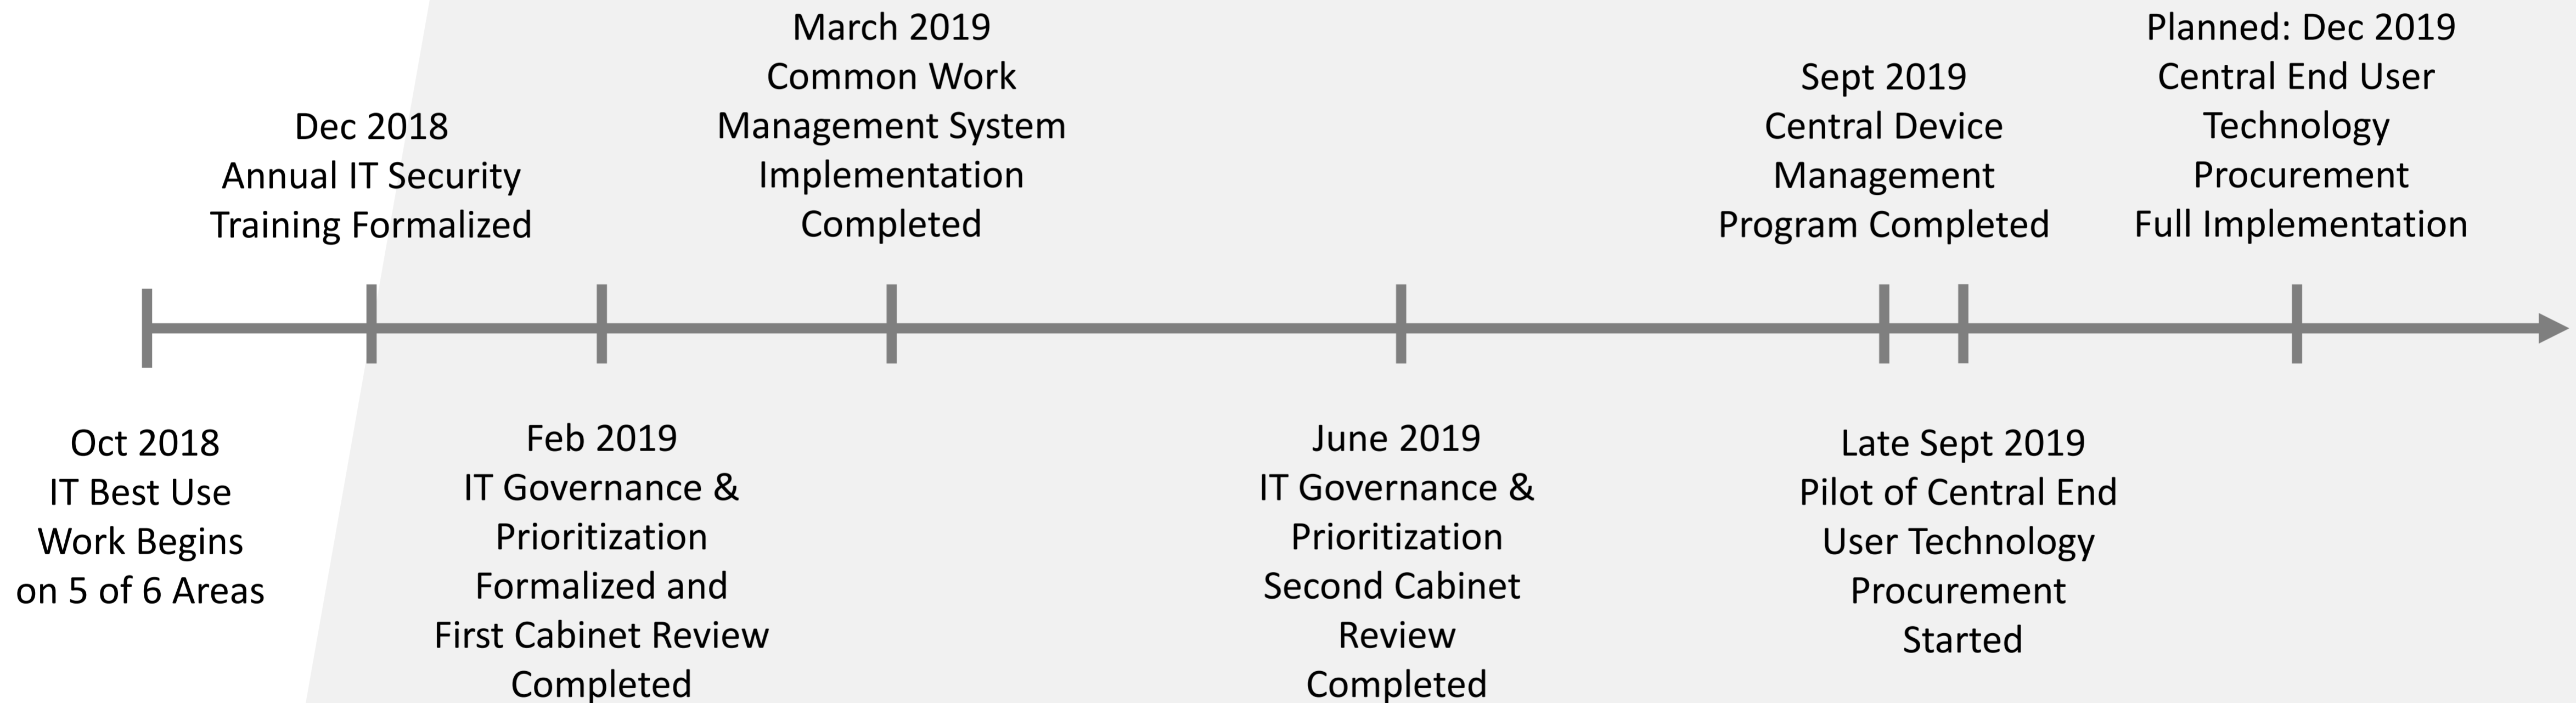 Oct 2018
IT Best Use
Work Begins
on 5 of 6 Areas
Dec 2018
Annual IT Security
Training Formalized
Feb 2019
IT Governance &
Prioritization
Formalized and
First Cabinet Review
Completed
March 2019
Common Work
Management System
Implementation
Completed
June 2019
IT Governance &
Prioritization
Second Cabinet
Review
Completed
Sept 2019
Central Device
Management
Program Completed
Late Sept 2019
Pilot of Central End
User Technology
Procurement
Started
Planned: Dec 2019
Central End User
Technology
Procurement
Full Implementation